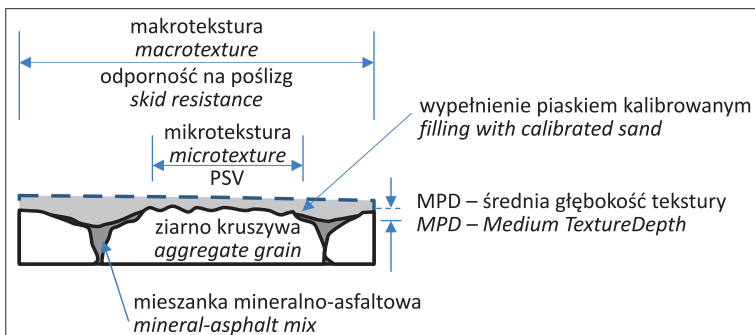 makrotekstura
macrotexture
odporność na poślizg
skid resistance
wypełnienie piaskiem kalibrowanym
filling with calibrated sand
mikrotekstura
microtexture
PSV
MPD – średnia głębokość tekstury
MPD – Medium TextureDepth
ziarno kruszywa
aggregate grain
mieszanka mineralno-asfaltowa
mineral-asphalt mix